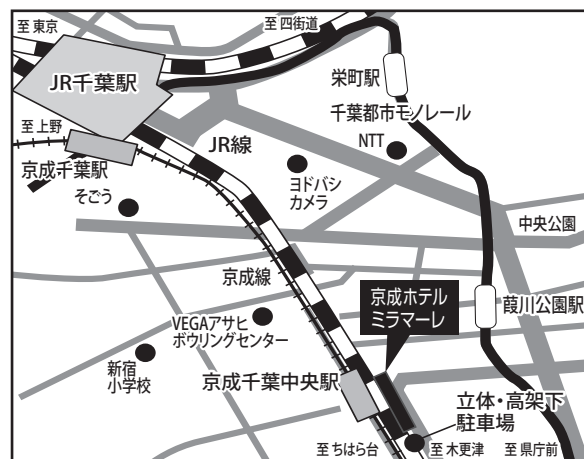 至 東京
至 四街道
JR千葉駅
栄町駅
千葉都市モノレール
至 上野
JR線
NTT
京成千葉駅
ヨドバシ
カメラ
そごう
中央公園
京成線
京成ホテル
ミラマーレ
葭川公園駅
VEGAアサヒ
ボウリングセンター
新宿
小学校
京成千葉中央駅
立体・高架下
駐車場
至 ちはら台
至 木更津
至 県庁前